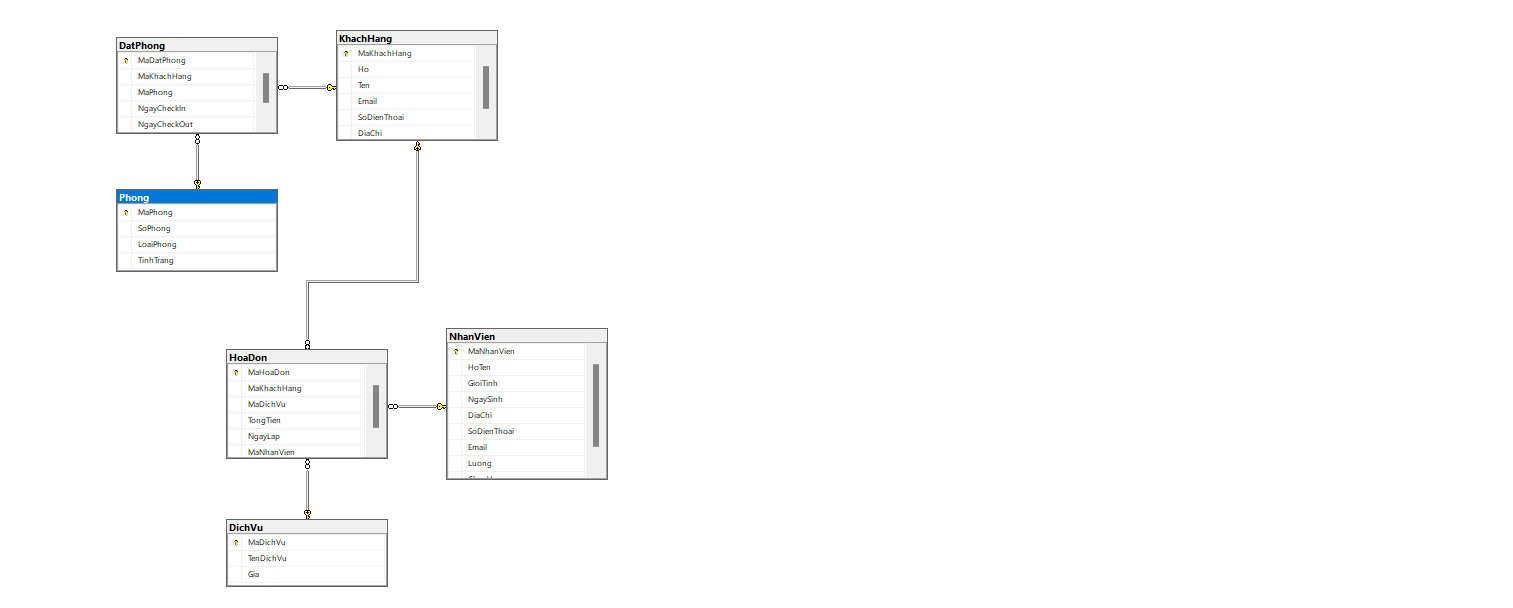 DatPhong
MaDatPhong
MaKhachHang
MaPhong
NgayCheckIn
NgayCheckOut
KhachHang
MaKhachHang
Ho
Ten
Email
SoDienThoai
DiaChi
Phong
MaPhong
SoPhong
LoaiPhong
TinhTrang
HoaDon
MaHoaDon
MaKhachHang
MaDichVu
TongTien
NgayLap
MaNhanVien
NhanVien
MaNhanVien
HoTen
GioiTinh
NgaySinh
DiaChi
SoDienThoai
Email
Luong
DichVu
MaDichVu
TenDichVu
Gia